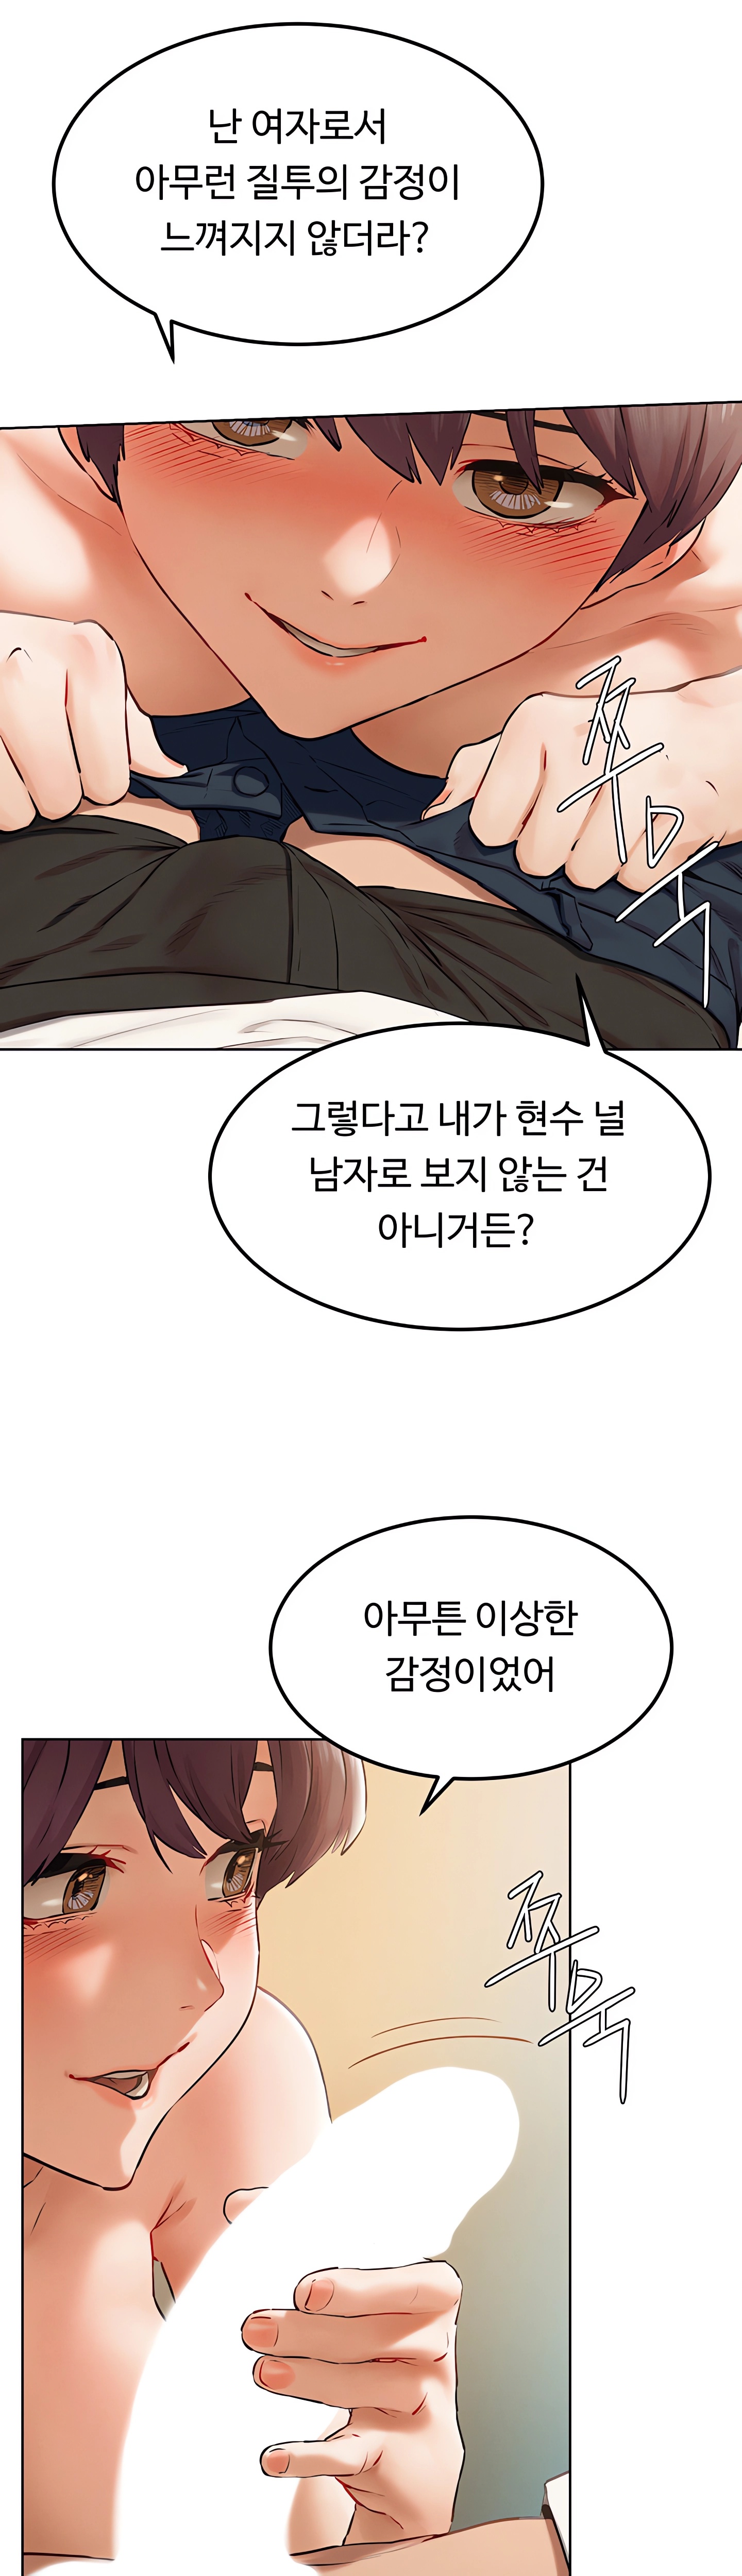 난 여자로서
아무런 질투의 감정이
느껴지지 않더라?
쭈욱
그렇다고 내가 현수 널
남자로 보지 않는 건
아니거든?
아무튼 이상한
감정이었어
쭈욱